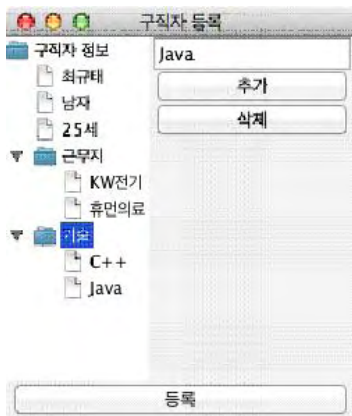 구직자 등록
구직자 정보
최규태
남자
25세
근무지
KW전기
휴먼의료
기술
C++
Java
Java
추가
삭제
등록